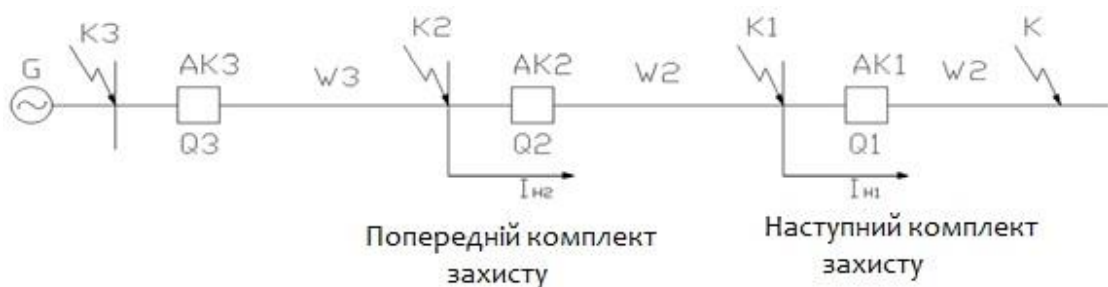 K3
K2
K1
K
G
AK3
W3
AK2
W2
AK1
W2
Q3
Q2
Q1
Iн2
Iн1
Попередній комплект
захисту
Наступний комплект
захисту